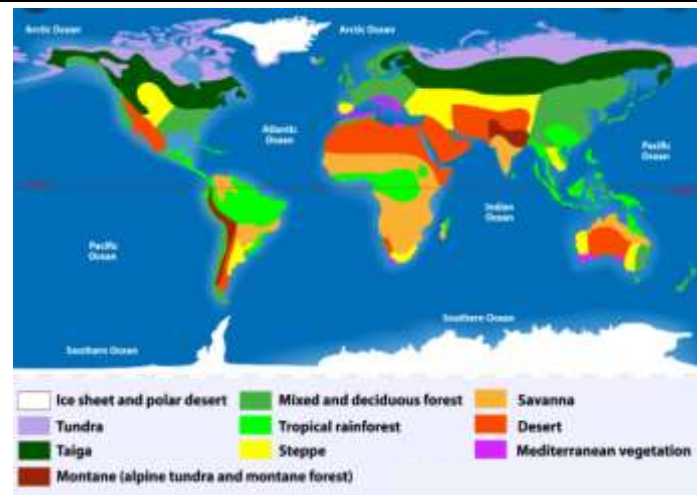 Arctic Ocean
Arctic Ocean
Atlantic
Ocean
Pacific
Ocean
Indian
Ocean
Pacific
Ocean
Southern Ocean
Southern Ocean
Ice sheet and polar desert
Mixed and deciduous forest
Savanna
Tundra
Tropical rainforest
Desert
Taiga
Steppe
Mediterranean vegetation
Montane (alpine tundra and montane forest)